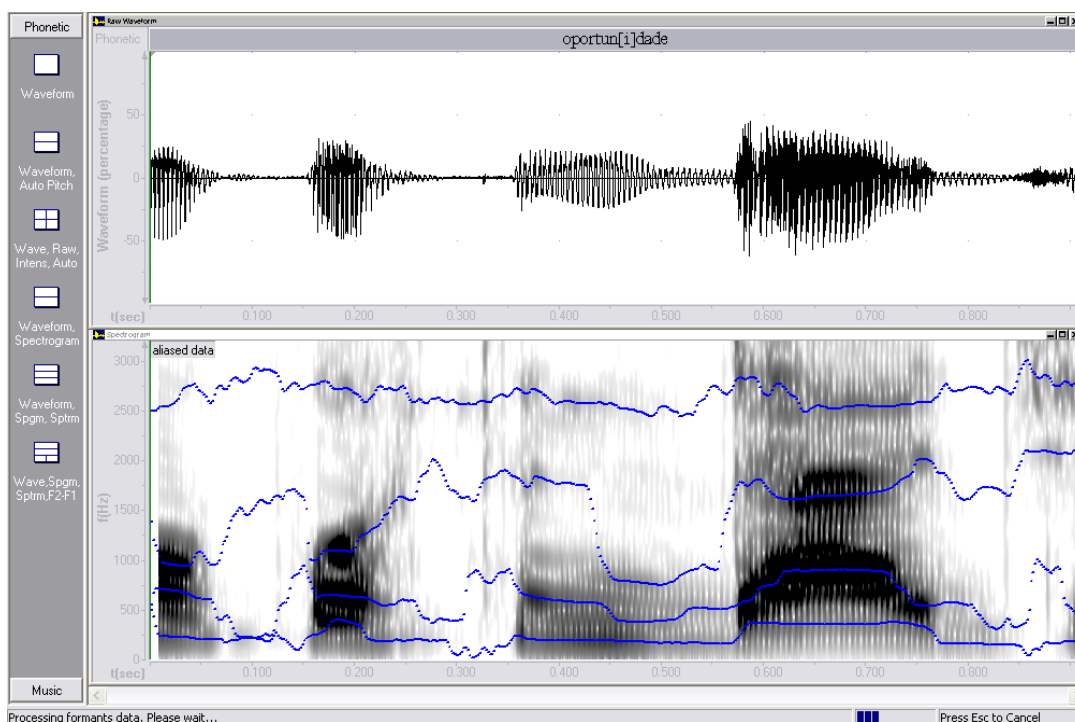 Phonetic
Waveform
Waveform,
Auto Pitch
Wave, Raw,
Intens, Auto
Waveform,
Spectrogram
Waveform,
Spgm, Sptrm
Wave,Spgm,
Sptrm,F2-F1
Music
Raw Waveform
Phonetic
oportun[i]dade
Waveform (percentage)
50
0
-50
t(sec)
0.100
0.200
0.300
0.400
0.500
0.600
0.700
0.800
Spectrogram
aliased data
f(Hz)
3000
2500
2000
1500
1000
500
0
t(sec)
0.100
0.200
0.300
0.400
0.500
0.600
0.700
0.800
Processing formants data. Please wait...
Press Esc to Cancel